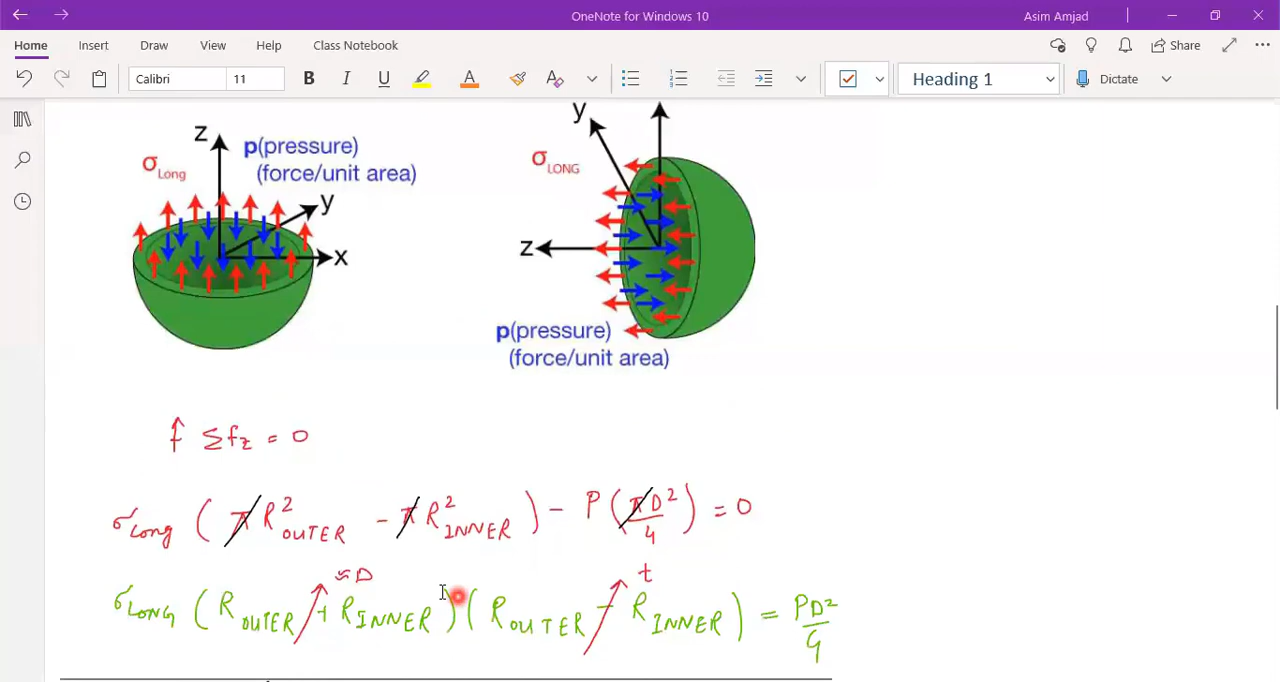 OneNote for Windows 10
Asim Amjad
Home Insert Draw View Help Class Notebook
Share
Calibri 11 B I U A A Heading 1 Dictate
z
σLong
p(pressure)
(force/unit area)
y
x
y
σLONG
z
p(pressure)
(force/unit area)
↑ Σfz = 0
σLong (πR²OUTER - πR²INNER) - P(πD²/4) = 0
≈D t
σLONG (ROUTER + RINNER)(ROUTER - RINNER) = PD²/4